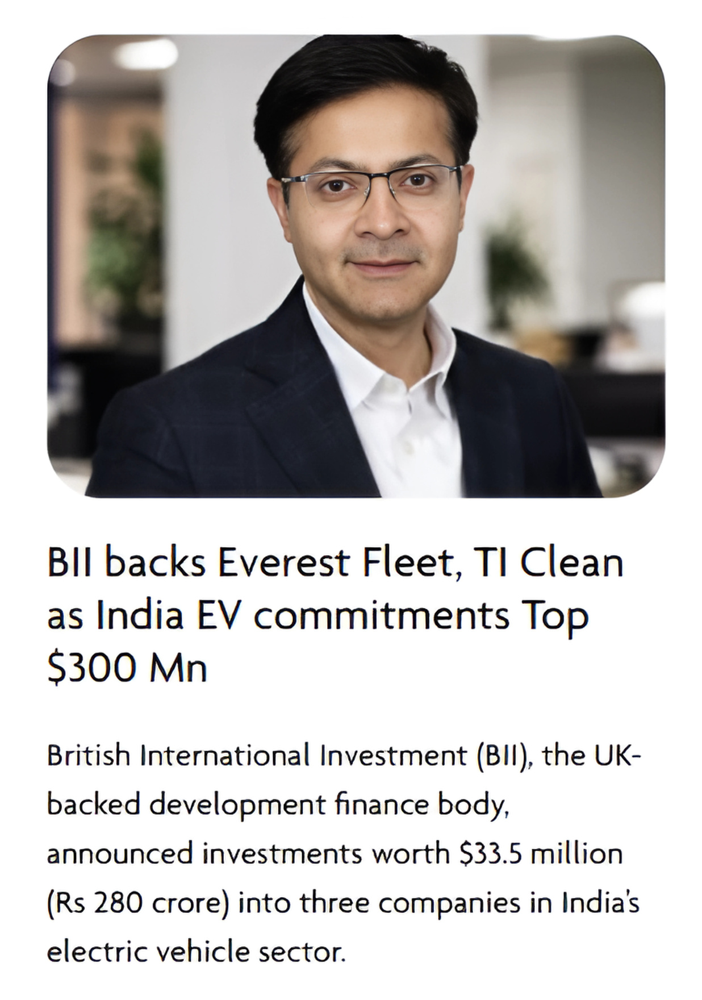 BII backs Everest Fleet, TI Clean
as India EV commitments Top
$300 Mn
British International Investment (BII), the UK-
backed development finance body,
announced investments worth $33.5 million
(Rs 280 crore) into three companies in India's
electric vehicle sector.